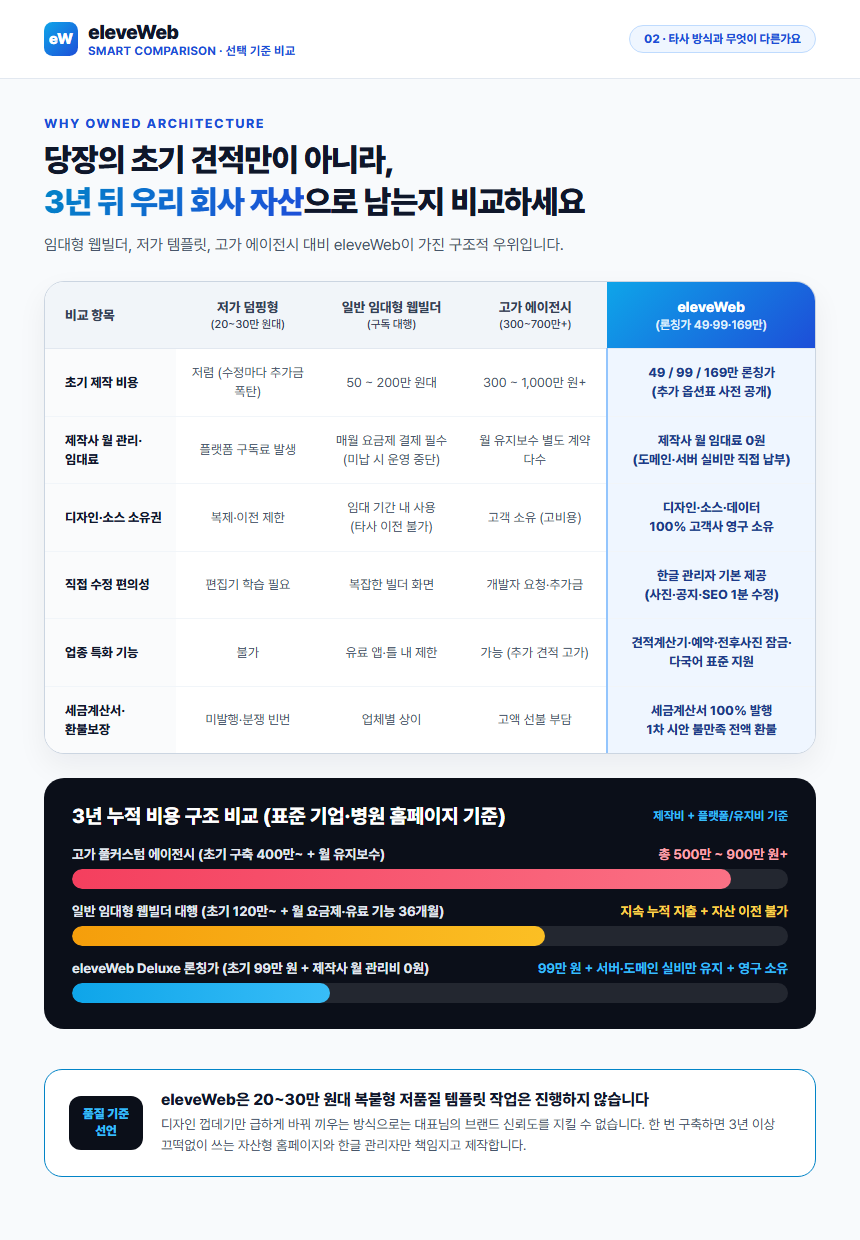 eW
eleveWeb
SMART COMPARISON · 선택 기준 비교
02 · 타사 방식과 무엇이 다른가요
WHY OWNED ARCHITECTURE
당장의 초기 견적만이 아니라,
3년 뒤 우리 회사 자산으로 남는지 비교하세요
임대형 웹빌더, 저가 템플릿, 고가 에이전시 대비 eleveWeb이 가진 구조적 우위입니다.
비교 항목
저가 덤핑형
(20~30만 원대)
일반 임대형 웹빌더
(구독 대행)
고가 에이전시
(300~700만+)
eleveWeb
(론칭가 49·99·169만)
초기 제작 비용
저렴 (수정마다 추가금
폭탄)
50 ~ 200만 원대
300 ~ 1,000만 원+
49 / 99 / 169만 론칭가
(추가 옵션표 사전 공개)
제작사 월 관리·
임대료
플랫폼 구독료 발생
매월 요금제 결제 필수
(미납 시 운영 중단)
월 유지보수 별도 계약
다수
제작사 월 임대료 0원
(도메인·서버 실비만 직접 납부)
디자인·소스 소유권
복제·이전 제한
임대 기간 내 사용
(타사 이전 불가)
고객 소유 (고비용)
디자인·소스·데이터
100% 고객사 영구 소유
직접 수정 편의성
편집기 학습 필요
복잡한 빌더 화면
개발자 요청·추가금
한글 관리자 기본 제공
(사진·공지·SEO 1분 수정)
업종 특화 기능
불가
유료 앱·틀 내 제한
가능 (추가 견적 고가)
견적계산기·예약·전후사진 잠금·
다국어 표준 지원
세금계산서·
환불보장
미발행·분쟁 빈번
업체별 상이
고액 선불 부담
세금계산서 100% 발행
1차 시안 불만족 전액 환불
3년 누적 비용 구조 비교 (표준 기업·병원 홈페이지 기준)
제작비 + 플랫폼/유지비 기준
고가 풀커스텀 에이전시 (초기 구축 400만~ + 월 유지보수)
총 500만 ~ 900만 원+
일반 임대형 웹빌더 대행 (초기 120만~ + 월 요금제·유료 기능 36개월)
지속 누적 지출 + 자산 이전 불가
eleveWeb Deluxe 론칭가 (초기 99만 원 + 제작사 월 관리비 0원)
99만 원 + 서버·도메인 실비만 유지 + 영구 소유
품질 기준
선언
eleveWeb은 20~30만 원대 복붙형 저품질 템플릿 작업은 진행하지 않습니다
디자인 껍데기만 급하게 바꿔 끼우는 방식으로는 대표님의 브랜드 신뢰도를 지킬 수 없습니다. 한 번 구축하면 3년 이상
끄떡없이 쓰는 자산형 홈페이지와 한글 관리자만 책임지고 제작합니다.